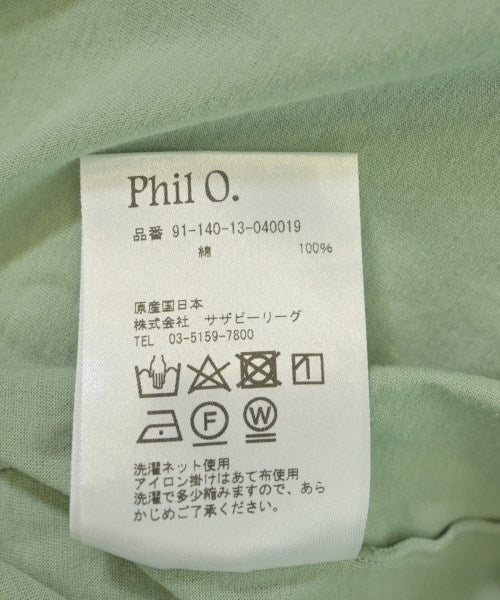 Phil O.
品番 91-140-13-040019
綿 100%
原産国日本
株式会社 サザビーリーグ
TEL 03-5159-7800
F W
洗濯ネット使用
アイロン掛けはあて布使用
洗濯で多少縮みますので、あら
かじめご了承ください。